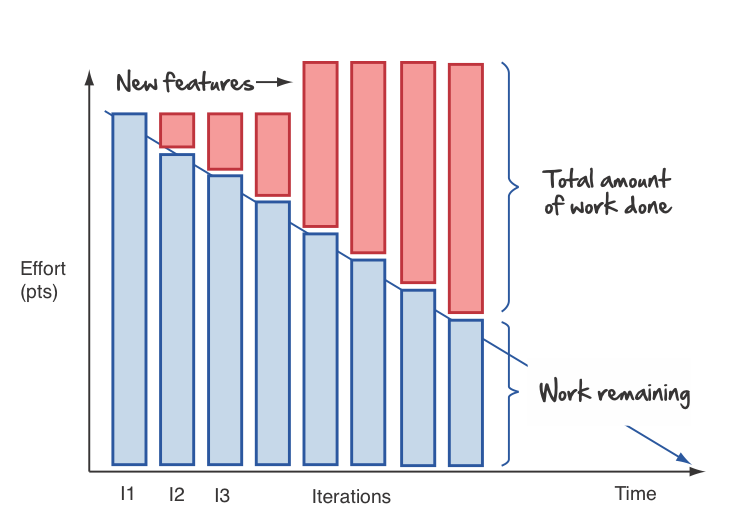 New features
Total amount
of work done
Effort
(pts)
Work remaining
I1 I2 I3 Iterations Time